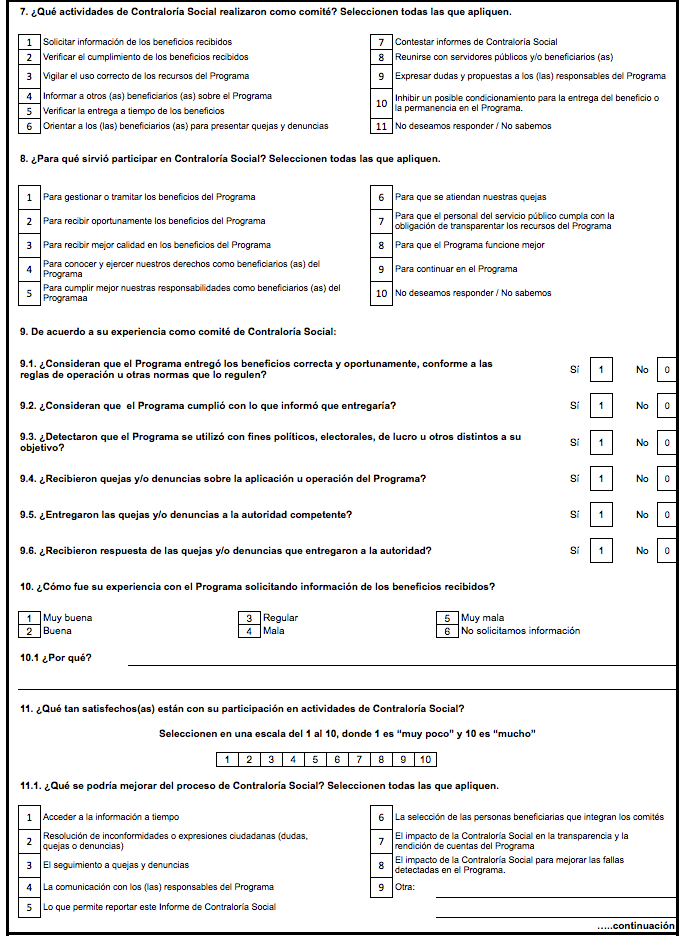 7. ¿Qué actividades de Contraloría Social realizaron como comité? Seleccionen todas las que apliquen.
1 Solicitar información de los beneficios recibidos
2 Verificar el cumplimiento de los beneficios recibidos
3 Vigilar el uso correcto de los recursos del Programa
4 Informar a otros (as) beneficiarios (as) sobre el Programa
5 Verificar la entrega a tiempo de los beneficios
6 Orientar a los (las) beneficiarios (as) para presentar quejas y denuncias
7 Contestar informes de Contraloría Social
8 Reunirse con servidores públicos y/o beneficiarios (as)
9 Expresar dudas y propuestas a los (las) responsables del Programa
10 Inhibir un posible condicionamiento para la entrega del beneficio o
la permanencia en el Programa.
11 No deseamos responder / No sabemos
8. ¿Para qué sirvió participar en Contraloría Social? Seleccionen todas las que apliquen.
1 Para gestionar o tramitar los beneficios del Programa
2 Para recibir oportunamente los beneficios del Programa
3 Para recibir mejor calidad en los beneficios del Programa
4 Para conocer y ejercer nuestros derechos como beneficiarios (as) del
Programa
5 Para cumplir mejor nuestras responsabilidades como beneficiarios (as) del
Programaa
6 Para que se atiendan nuestras quejas
7 Para que el personal del servicio público cumpla con la
obligación de transparentar los recursos del Programa
8 Para que el Programa funcione mejor
9 Para continuar en el Programa
10 No deseamos responder / No sabemos
9. De acuerdo a su experiencia como comité de Contraloría Social:
9.1. ¿Consideran que el Programa entregó los beneficios correcta y oportunamente, conforme a las
reglas de operación u otras normas que lo regulen? Sí 1 No 0
9.2. ¿Consideran que el Programa cumplió con lo que informó que entregaría? Sí 1 No 0
9.3. ¿Detectaron que el Programa se utilizó con fines políticos, electorales, de lucro u otros distintos a su
objetivo? Sí 1 No 0
9.4. ¿Recibieron quejas y/o denuncias sobre la aplicación u operación del Programa? Sí 1 No 0
9.5. ¿Entregaron las quejas y/o denuncias a la autoridad competente? Sí 1 No 0
9.6. ¿Recibieron respuesta de las quejas y/o denuncias que entregaron a la autoridad? Sí 1 No 0
10. ¿Cómo fue su experiencia con el Programa solicitando información de los beneficios recibidos?
1 Muy buena 3 Regular 5 Muy mala
2 Buena 4 Mala 6 No solicitamos información
10.1 ¿Por qué?
11. ¿Qué tan satisfechos(as) están con su participación en actividades de Contraloría Social?
Seleccionen en una escala del 1 al 10, donde 1 es “muy poco” y 10 es “mucho”
1 2 3 4 5 6 7 8 9 10
11.1. ¿Qué se podría mejorar del proceso de Contraloría Social? Seleccionen todas las que apliquen.
1 Acceder a la información a tiempo
2 Resolución de inconformidades o expresiones ciudadanas (dudas,
quejas o denuncias)
3 El seguimiento a quejas y denuncias
4 La comunicación con los (las) responsables del Programa
5 Lo que permite reportar este Informe de Contraloría Social
6 La selección de las personas beneficiarias que integran los comités
7 El impacto de la Contraloría Social en la transparencia y la
rendición de cuentas del Programa
8 El impacto de la Contraloría Social para mejorar las fallas
detectadas en el Programa.
9 Otra:
.....continuación